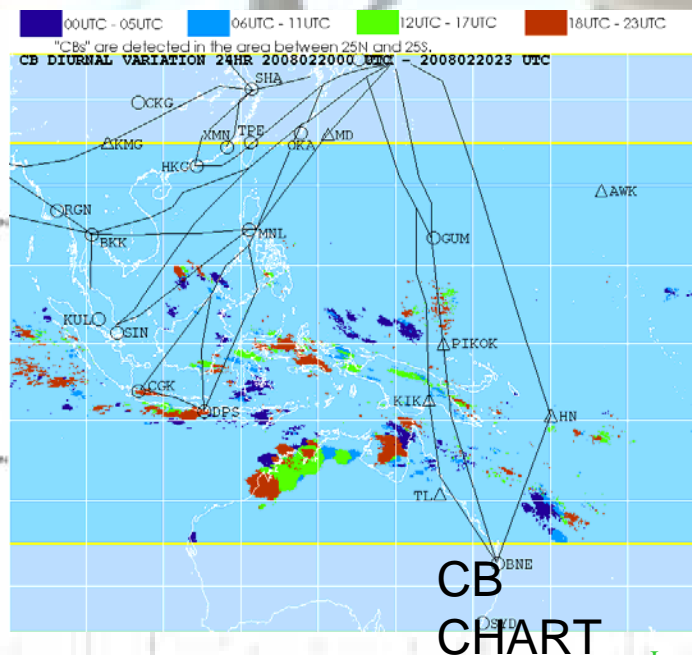 00UTC - 05UTC 06UTC - 11UTC 12UTC - 17UTC 18UTC - 23UTC
"CBs" are detected in the area between 25N and 25S.
CB DIURNAL VARIATION 24HR 2008022000 UTC - 2008022023 UTC
SHA
CKG
XMN TPE
OKA MD
KMG
HKG
AWK
RGN
BKK
MNL
GUM
KUL
SIN
PIKOK
CGK
KIK
DPS
HN
TL
BNE
CB
SYD
CHART